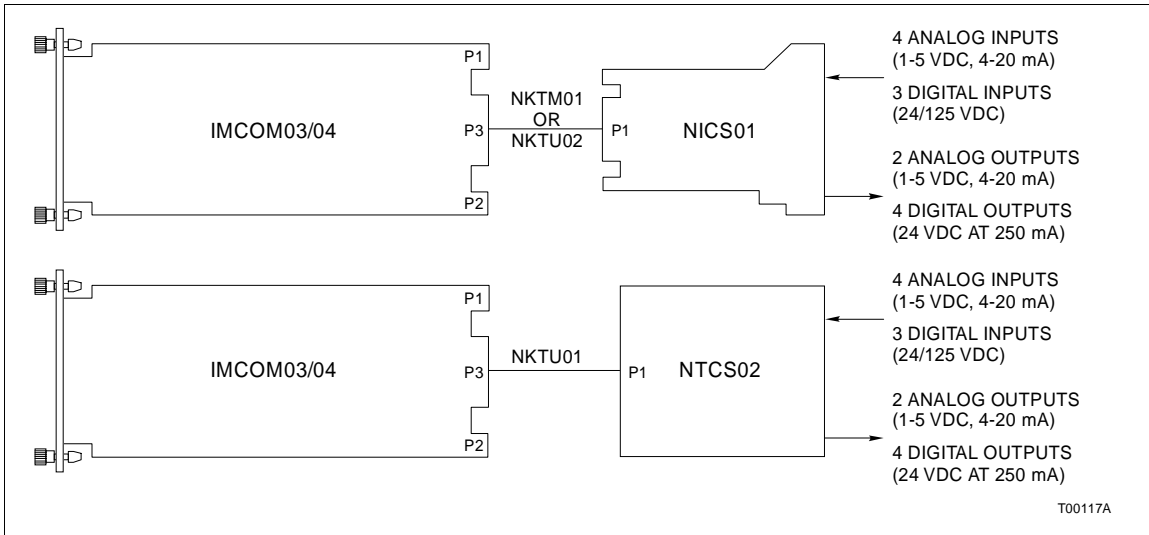 P1
IMCOM03/04
P3
P2
NKTM01
OR
NKTU02
P1
NICS01
4 ANALOG INPUTS
(1-5 VDC, 4-20 mA)
3 DIGITAL INPUTS
(24/125 VDC)
2 ANALOG OUTPUTS
(1-5 VDC, 4-20 mA)
4 DIGITAL OUTPUTS
(24 VDC AT 250 mA)
P1
IMCOM03/04
P3
P2
NKTU01
P1
NTCS02
4 ANALOG INPUTS
(1-5 VDC, 4-20 mA)
3 DIGITAL INPUTS
(24/125 VDC)
2 ANALOG OUTPUTS
(1-5 VDC, 4-20 mA)
4 DIGITAL OUTPUTS
(24 VDC AT 250 mA)
T00117A